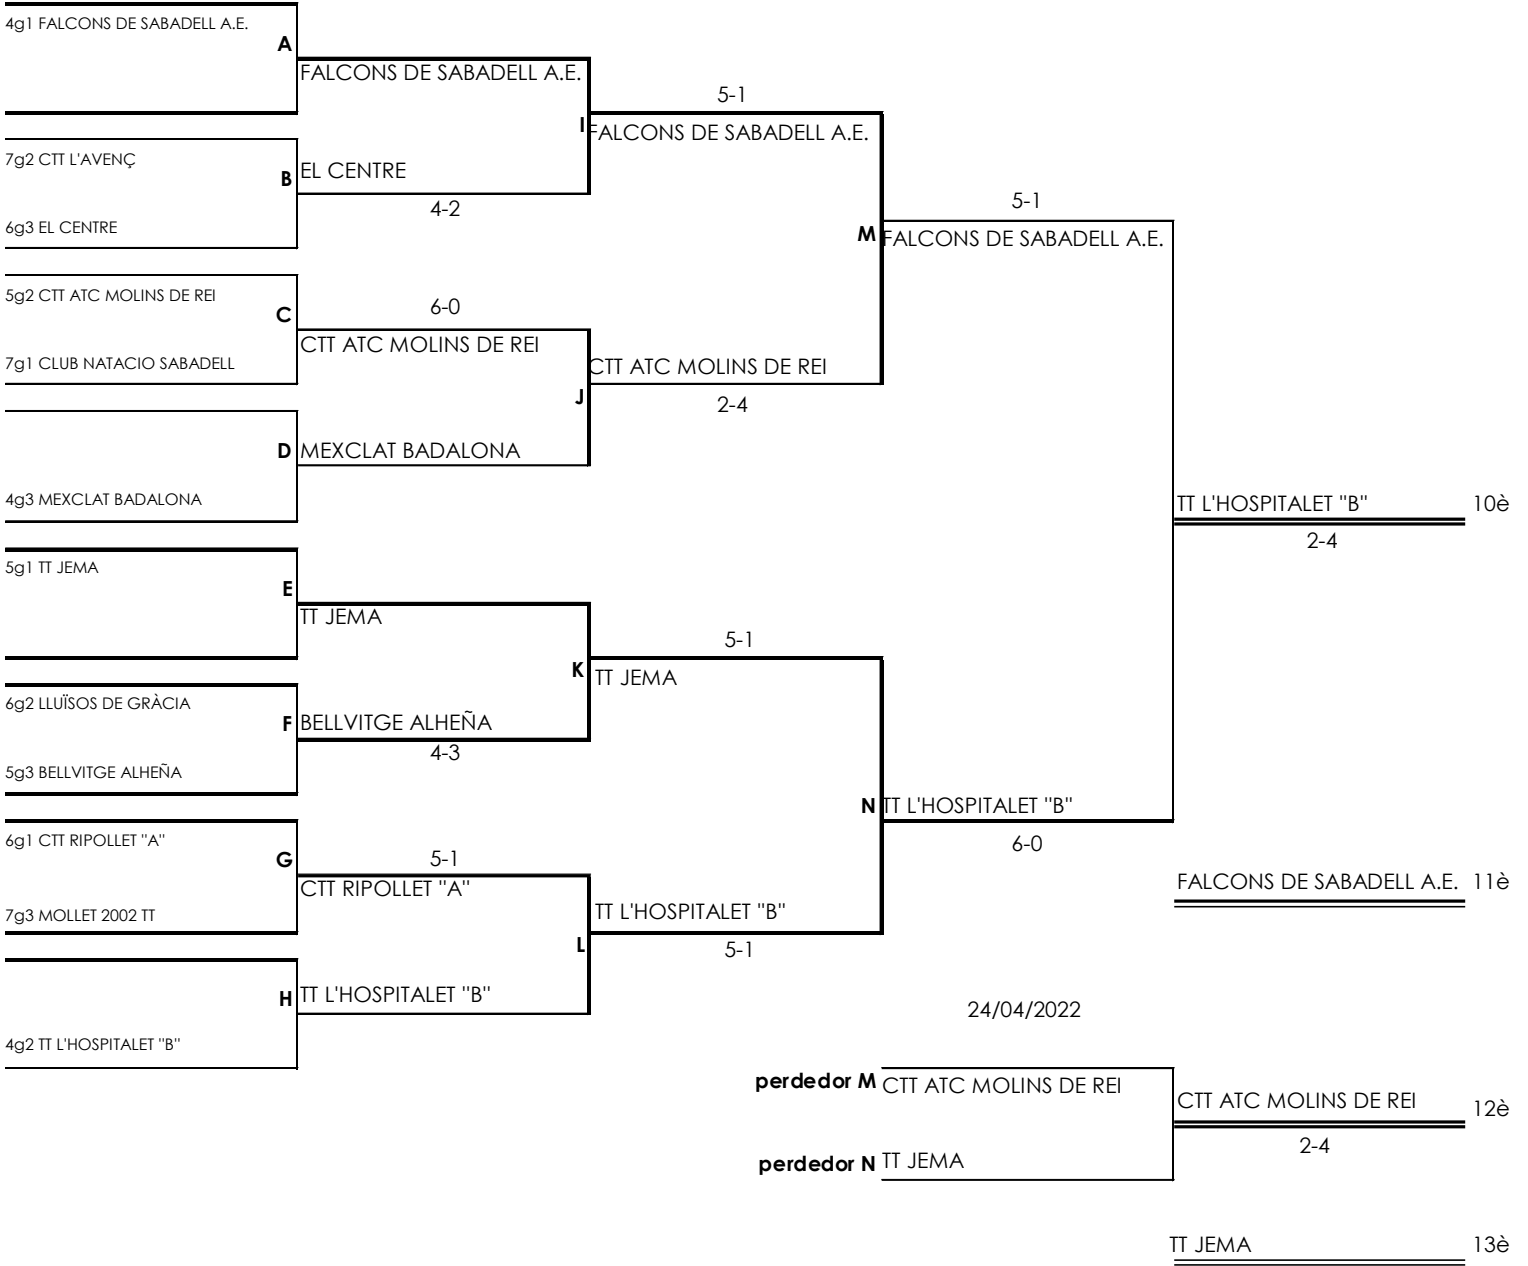 4g1 FALCONS DE SABADELL A.E.
A
FALCONS DE SABADELL A.E.
5-1
I
FALCONS DE SABADELL A.E.
7g2 CTT L'AVENÇ
B
EL CENTRE
4-2
6g3 EL CENTRE
5-1
M
FALCONS DE SABADELL A.E.
5g2 CTT ATC MOLINS DE REI
C
6-0
CTT ATC MOLINS DE REI
7g1 CLUB NATACIO SABADELL
CTT ATC MOLINS DE REI
J
2-4
D
MEXCLAT BADALONA
4g3 MEXCLAT BADALONA
TT L'HOSPITALET "B"
10è
2-4
5g1 TT JEMA
E
TT JEMA
5-1
K
TT JEMA
6g2 LLUÏSOS DE GRÀCIA
F
BELLVITGE ALHEÑA
4-3
5g3 BELLVITGE ALHEÑA
N
TT L'HOSPITALET "B"
6-0
6g1 CTT RIPOLLET "A"
G
5-1
CTT RIPOLLET "A"
FALCONS DE SABADELL A.E.
11è
7g3 MOLLET 2002 TT
TT L'HOSPITALET "B"
L
5-1
H
TT L'HOSPITALET "B"
4g2 TT L'HOSPITALET "B"
24/04/2022
perdedor M
CTT ATC MOLINS DE REI
CTT ATC MOLINS DE REI
12è
2-4
perdedor N
TT JEMA
TT JEMA
13è